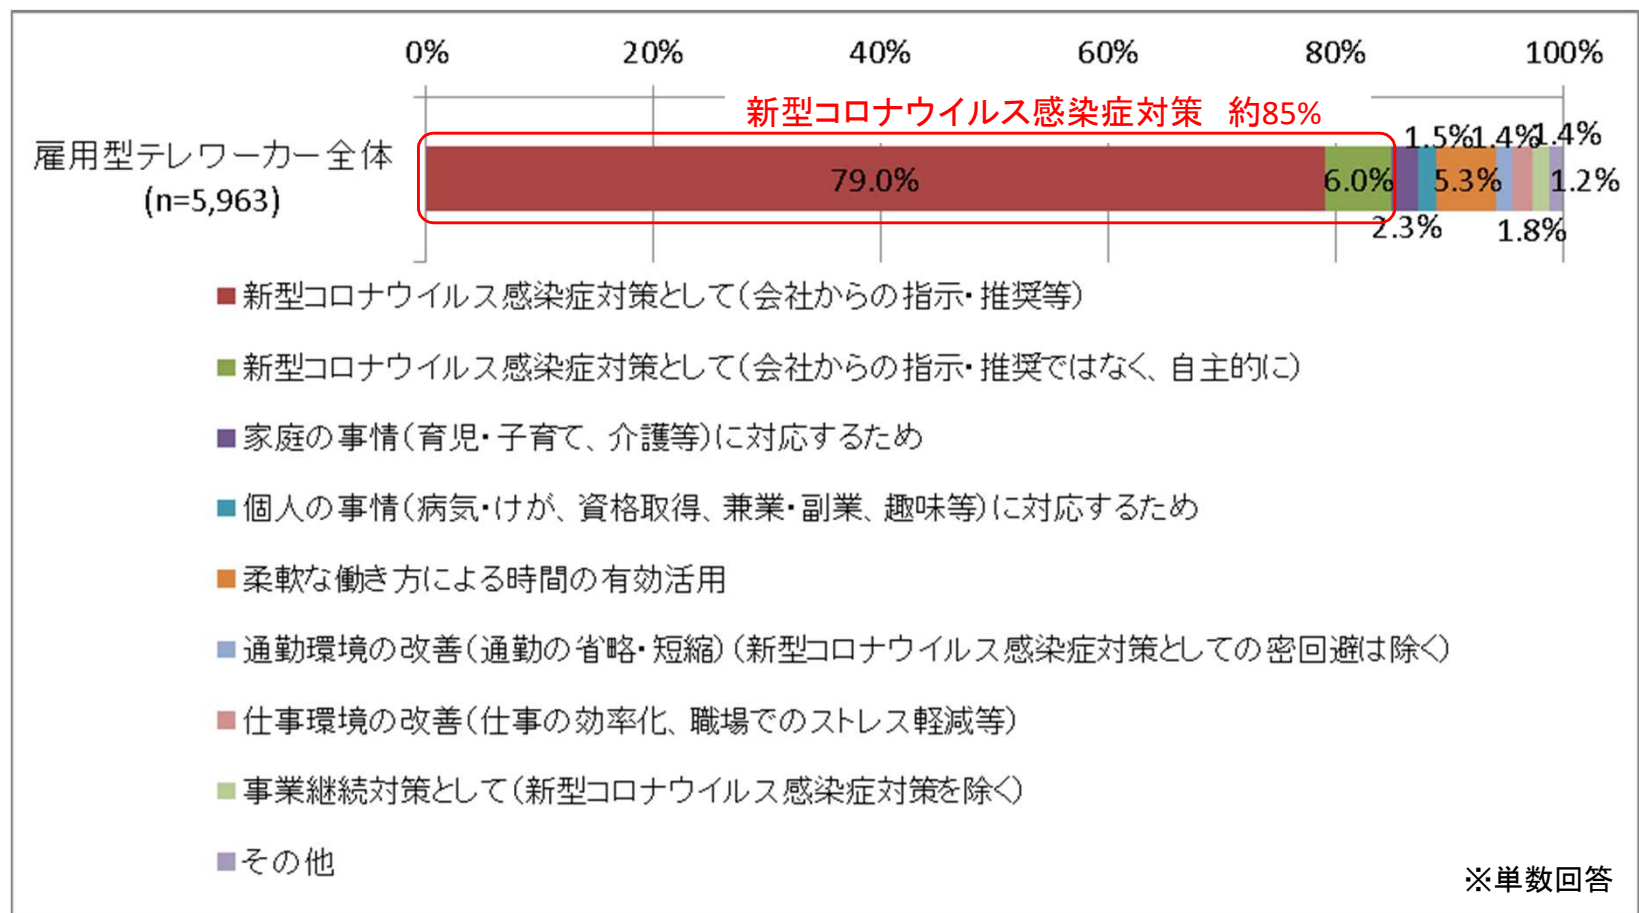 0% 20% 40% 60% 80% 100%
新型コロナウイルス感染症対策　約85%
雇用型テレワーカー全体
(n=5,963)
79.0% 6.0% 2.3% 1.5% 5.3% 1.4% 1.8% 1.4% 1.2%
新型コロナウイルス感染症対策として（会社からの指示・推奨等）
新型コロナウイルス感染症対策として（会社からの指示・推奨ではなく、自主的に）
家庭の事情（育児・子育て、介護等）に対応するため
個人の事情（病気・けが、資格取得、兼業・副業、趣味等）に対応するため
柔軟な働き方による時間の有効活用
通勤環境の改善（通勤の省略・短縮）（新型コロナウイルス感染症対策としての密回避は除く）
仕事環境の改善（仕事の効率化、職場でのストレス軽減等）
事業継続対策として（新型コロナウイルス感染症対策を除く）
その他
※単数回答